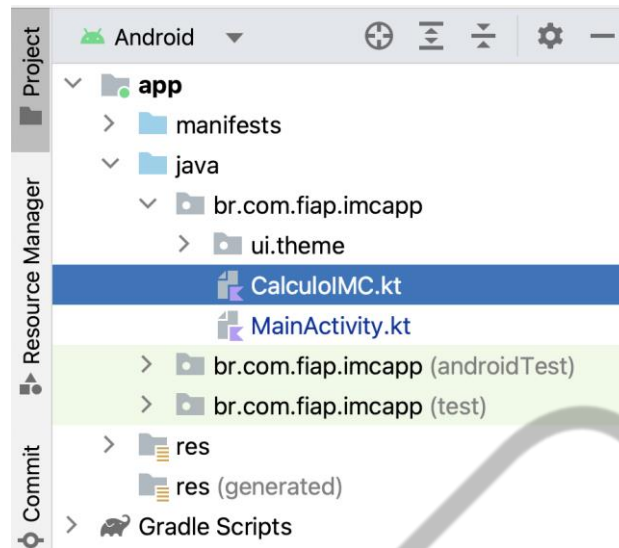 Project
Resource Manager
Commit
Android
app
manifests
java
br.com.fiap.imcapp
ui.theme
CalculoIMC.kt
MainActivity.kt
br.com.fiap.imcapp (androidTest)
br.com.fiap.imcapp (test)
res
res (generated)
Gradle Scripts